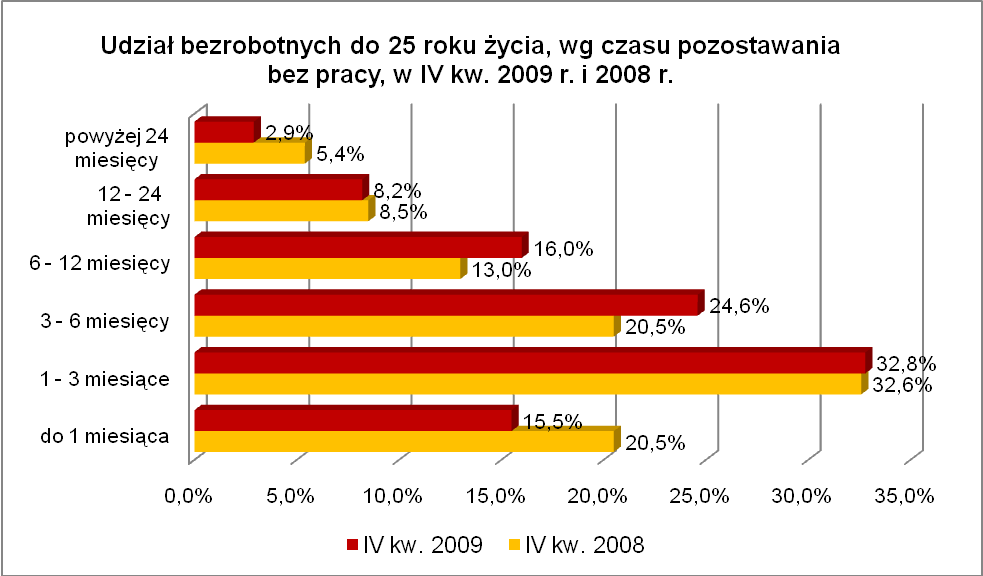 Udział bezrobotnych do 25 roku życia, wg czasu pozostawania
bez pracy, w IV kw. 2009 r. i 2008 r.
powyżej 24
miesięcy
2,9%
5,4%
12 - 24
miesięcy
8,2%
8,5%
6 - 12 miesięcy
16,0%
13,0%
3 - 6 miesięcy
24,6%
20,5%
1 - 3 miesiące
32,8%
32,6%
do 1 miesiąca
15,5%
20,5%
0,0% 5,0% 10,0% 15,0% 20,0% 25,0% 30,0% 35,0%
IV kw. 2009 IV kw. 2008